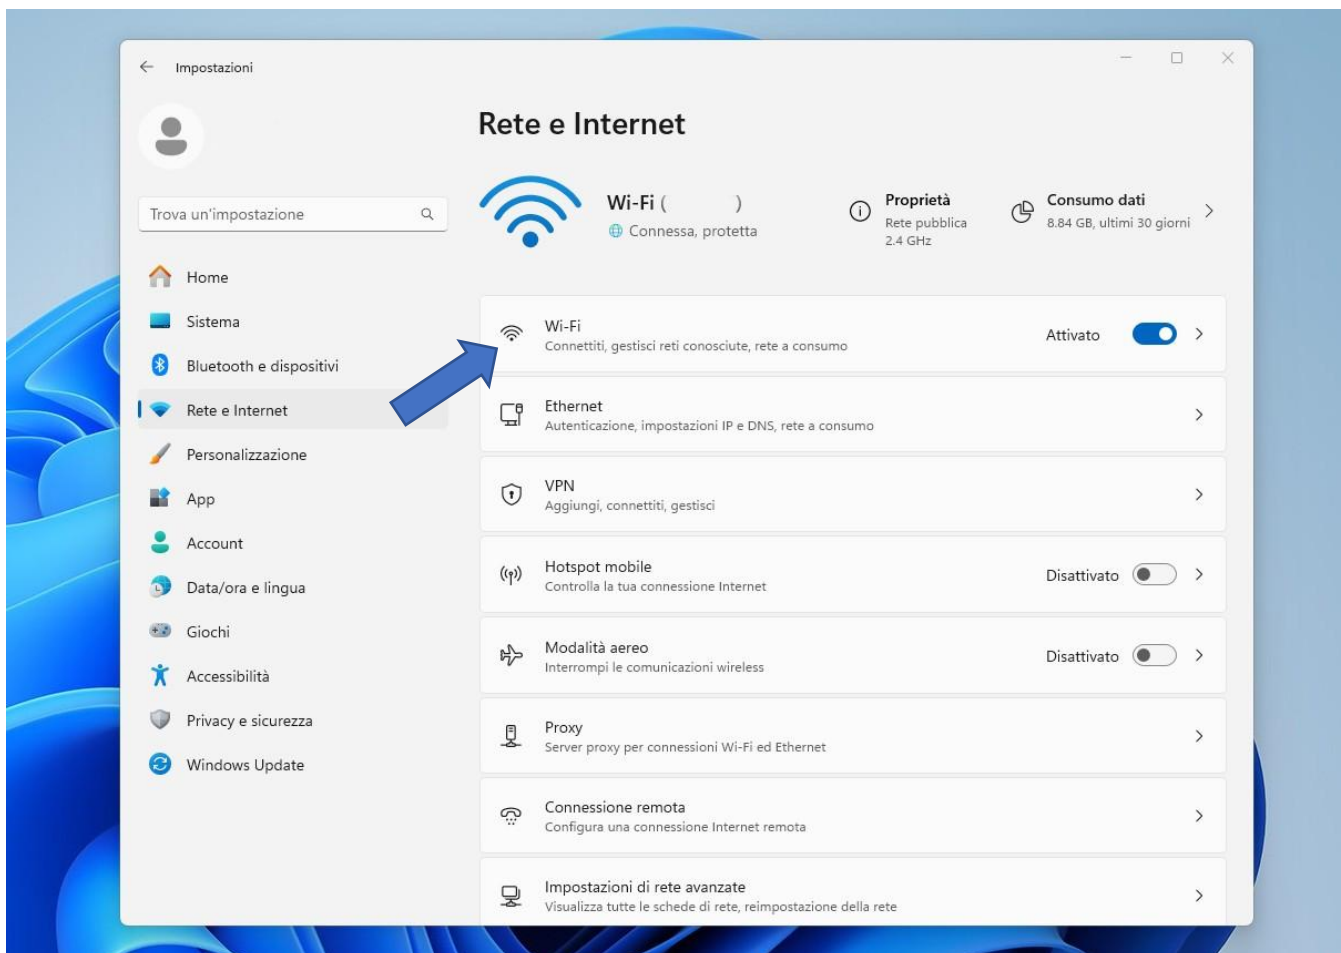 Impostazioni
Trova un'impostazione
Home
Sistema
Bluetooth e dispositivi
Rete e Internet
Personalizzazione
App
Account
Data/ora e lingua
Giochi
Accessibilità
Privacy e sicurezza
Windows Update
Rete e Internet
Wi-Fi ( )
Connessa, protetta
Proprietà
Rete pubblica
2.4 GHz
Consumo dati
8.84 GB, ultimi 30 giorni
Wi-Fi
Connettiti, gestisci reti conosciute, rete a consumo
Attivato
Ethernet
Autenticazione, impostazioni IP e DNS, rete a consumo
VPN
Aggiungi, connettiti, gestisci
Hotspot mobile
Controlla la tua connessione Internet
Disattivato
Modalità aereo
Interrompi le comunicazioni wireless
Disattivato
Proxy
Server proxy per connessioni Wi-Fi ed Ethernet
Connessione remota
Configura una connessione Internet remota
Impostazioni di rete avanzate
Visualizza tutte le schede di rete, reimpostazione della rete